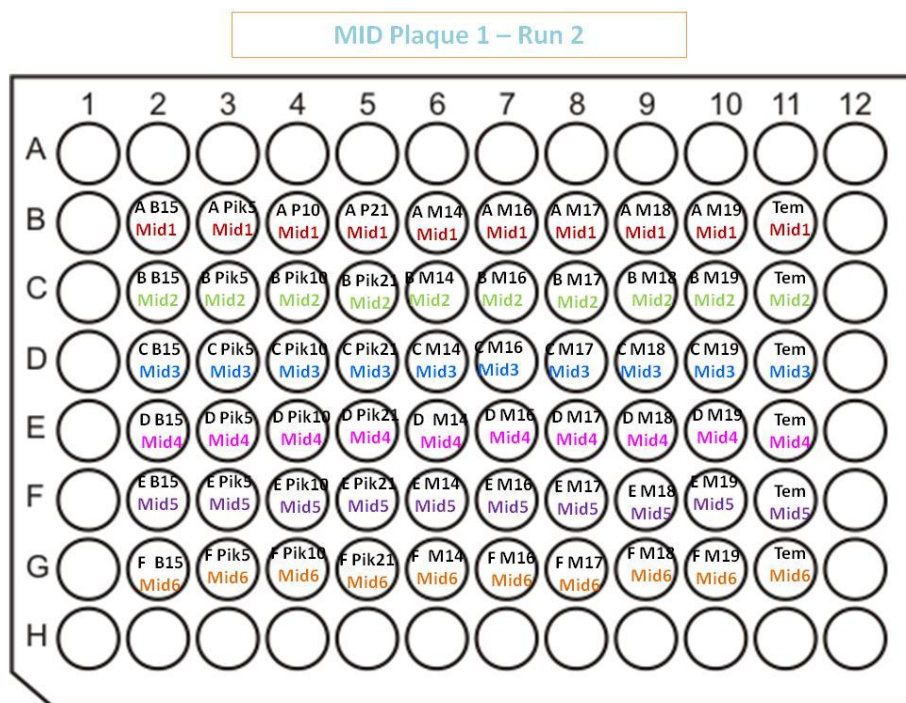 MID Plaque 1 – Run 2
1 2 3 4 5 6 7 8 9 10 11 12
A
B
A B15 A Pik5 A P10 A P21 A M14 A M16 A M17 A M18 A M19 Tem
Mid1 Mid1 Mid1 Mid1 Mid1 Mid1 Mid1 Mid1 Mid1 Mid1
C
B B15 B Pik5 B Pik10 B Pik21 B M14 B M16 B M17 B M18 B M19 Tem
Mid2 Mid2 Mid2 Mid2 Mid2 Mid2 Mid2 Mid2 Mid2 Mid2
D
C B15 C Pik5 C Pik10 C Pik21 C M14 C M16 C M17 C M18 C M19 Tem
Mid3 Mid3 Mid3 Mid3 Mid3 Mid3 Mid3 Mid3 Mid3 Mid3
E
D B15 D Pik5 D Pik10 D Pik21 D M14 D M16 D M17 D M18 D M19 Tem
Mid4 Mid4 Mid4 Mid4 Mid4 Mid4 Mid4 Mid4 Mid4 Mid4
F
E B15 E Pik5 E Pik10 E Pik21 E M14 E M16 E M17 E M18 E M19 Tem
Mid5 Mid5 Mid5 Mid5 Mid5 Mid5 Mid5 Mid5 Mid5 Mid5
G
F B15 F Pik5 F Pik10 F Pik21 F M14 F M16 F M17 F M18 F M19 Tem
Mid6 Mid6 Mid6 Mid6 Mid6 Mid6 Mid6 Mid6 Mid6 Mid6
H